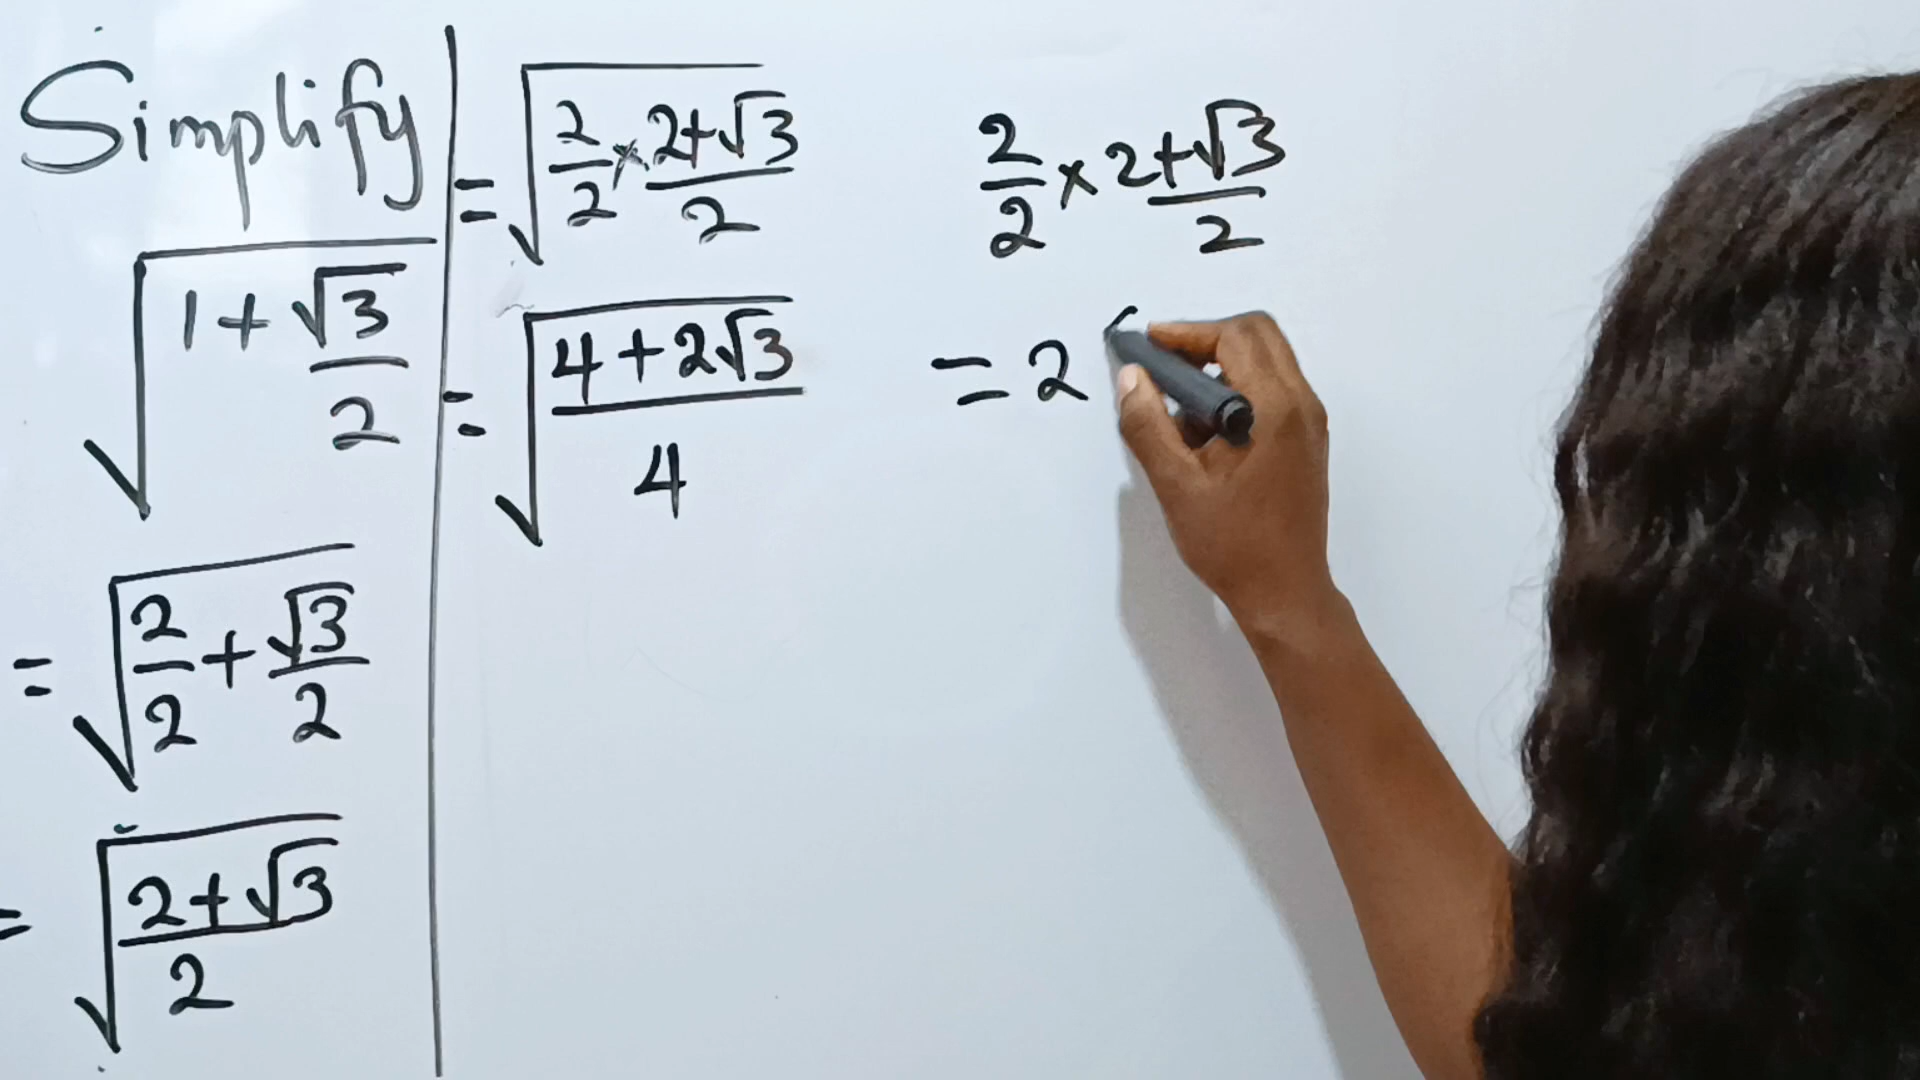 Simplify
√(1 + √3/2)
= √(2/2 + √3/2)
= √((2+√3)/2)
= √(2/2 × (2+√3)/2)
= √((4+2√3)/4)
2/2 × (2+√3)/2
= 2(